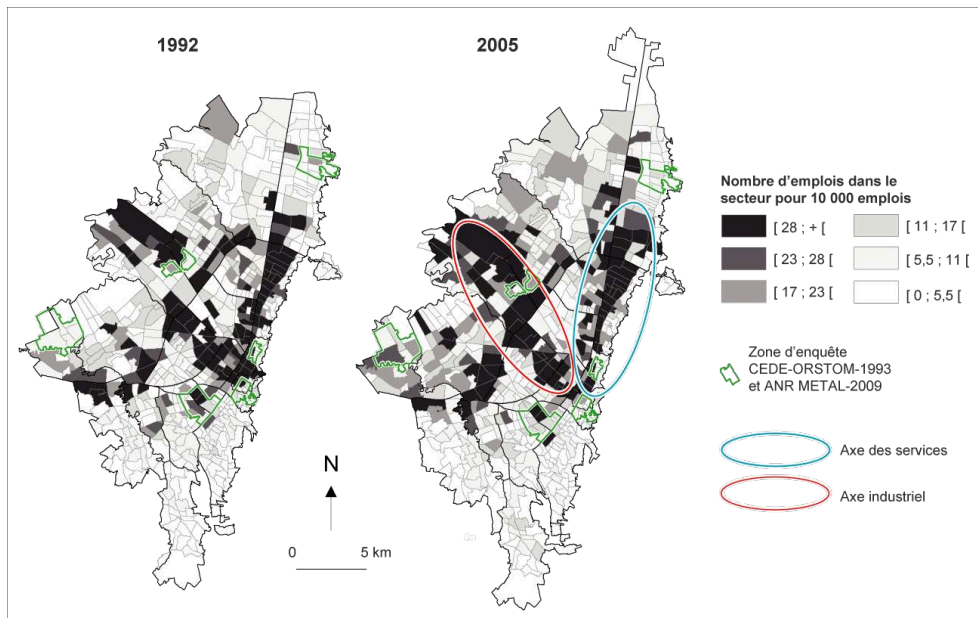 1992
2005
Nombre d'emplois dans le
secteur pour 10 000 emplois
[ 28 ; + [
[ 11 ; 17 [
[ 23 ; 28 [
[ 5,5 ; 11 [
[ 17 ; 23 [
[ 0 ; 5,5 [
Zone d'enquête
CEDE-ORSTOM-1993
et ANR METAL-2009
Axe des services
Axe industriel
N
0 5 km